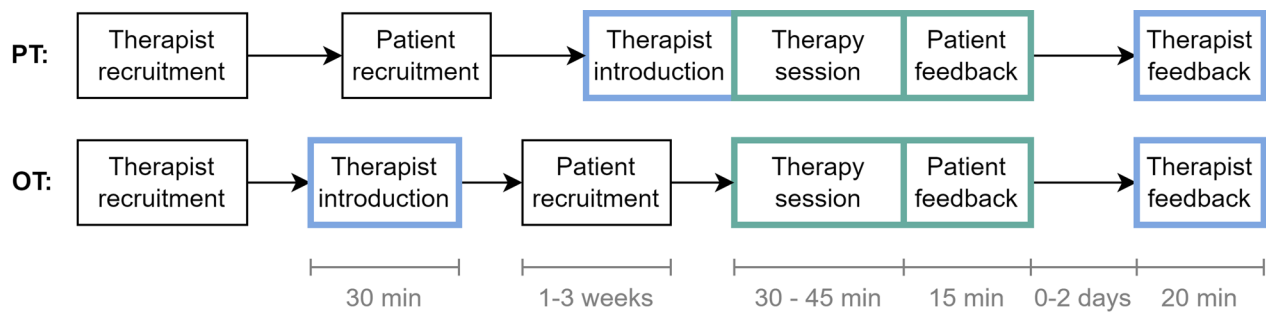 PT:
Therapist
recruitment
Patient
recruitment
Therapist
introduction
Therapy
session
Patient
feedback
Therapist
feedback
OT:
Therapist
recruitment
Therapist
introduction
Patient
recruitment
Therapy
session
Patient
feedback
Therapist
feedback
30 min
1-3 weeks
30 - 45 min
15 min
0-2 days
20 min